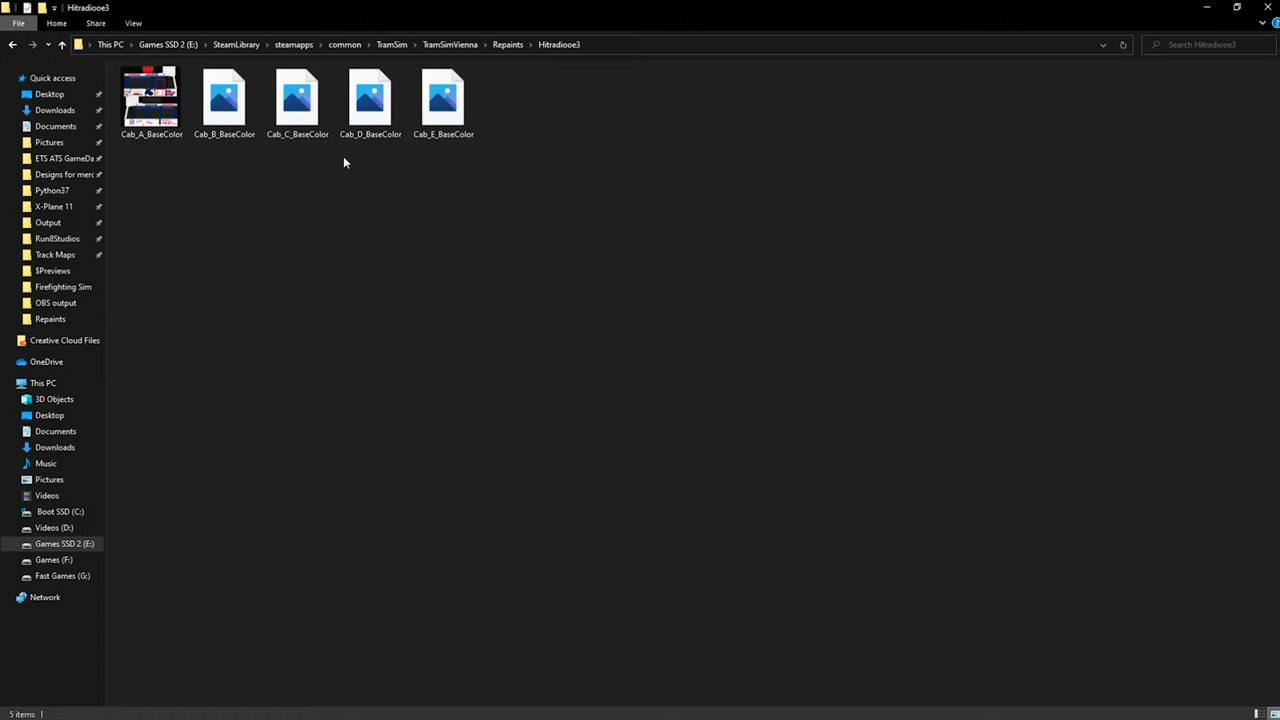 Hitradiooe3
File
Home
Share
View
This PC
Games SSD 2 (E:)
SteamLibrary
steamapps
common
TramSim
TramSimVienna
Repaints
Hitradiooe3
Search Hitradiooe3
Quick access
Desktop
Downloads
Documents
Pictures
ETS ATS GameDa
Designs for merc
Python37
X-Plane 11
Output
Run8Studios
Track Maps
$Previews
Firefighting Sim
OBS output
Repaints
Creative Cloud Files
OneDrive
This PC
3D Objects
Desktop
Documents
Downloads
Music
Pictures
Videos
Boot SSD (C:)
Videos (D:)
Games SSD 2 (E:)
Games (F:)
Fast Games (G:)
Network
Cab_A_BaseColor
Cab_B_BaseColor
Cab_C_BaseColor
Cab_D_BaseColor
Cab_E_BaseColor
5 items